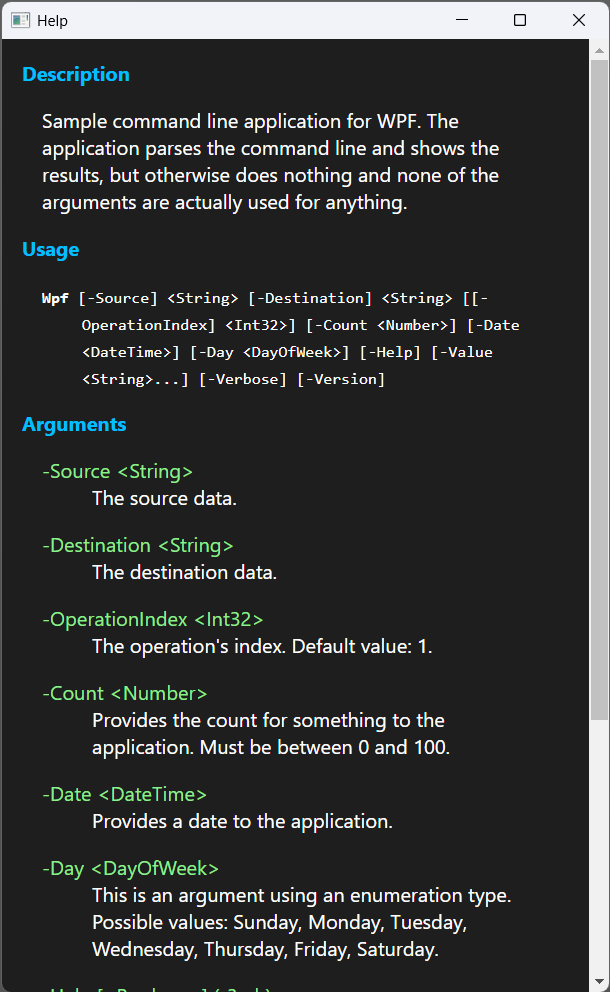 Help
Description
Sample command line application for WPF. The
application parses the command line and shows the
results, but otherwise does nothing and none of the
arguments are actually used for anything.
Usage
Wpf [-Source] <String> [-Destination] <String> [[-
OperationIndex] <Int32>] [-Count <Number>] [-Date
<DateTime>] [-Day <DayOfWeek>] [-Help] [-Value
<String>...] [-Verbose] [-Version]
Arguments
-Source <String>
The source data.
-Destination <String>
The destination data.
-OperationIndex <Int32>
The operation's index. Default value: 1.
-Count <Number>
Provides the count for something to the
application. Must be between 0 and 100.
-Date <DateTime>
Provides a date to the application.
-Day <DayOfWeek>
This is an argument using an enumeration type.
Possible values: Sunday, Monday, Tuesday,
Wednesday, Thursday, Friday, Saturday.